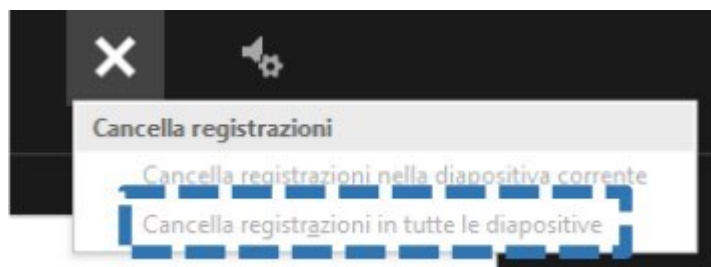 Cancella registrazioni
Cancella registrazioni nella diapositiva corrente
Cancella registrazioni in tutte le diapositive